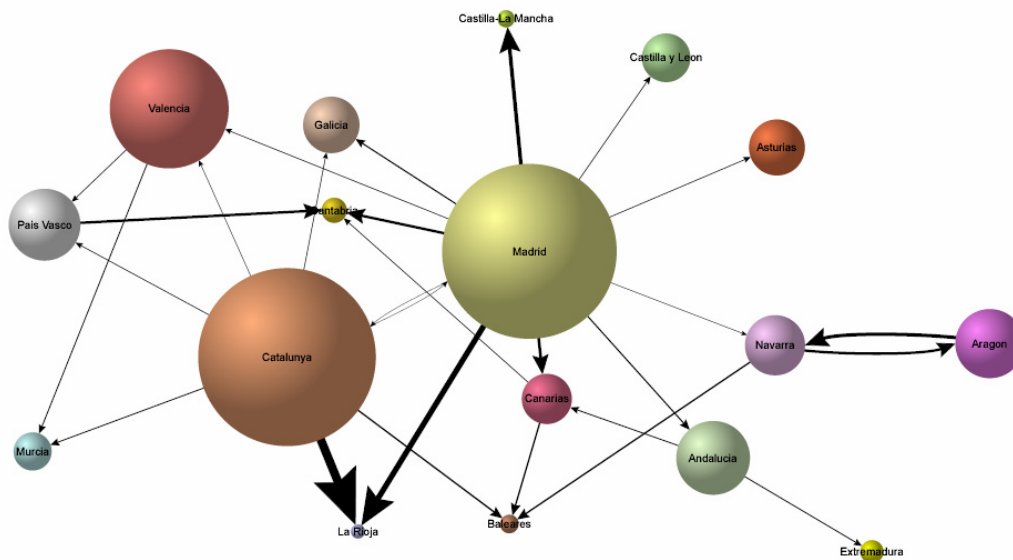 Castilla-La Mancha
Castilla y Leon
Valencia
Galicia
Asturias
Cantabria
Pais Vasco
Madrid
Catalunya
Navarra
Aragon
Canarias
Murcia
Andalucia
La Rioja
Baleares
Extremadura